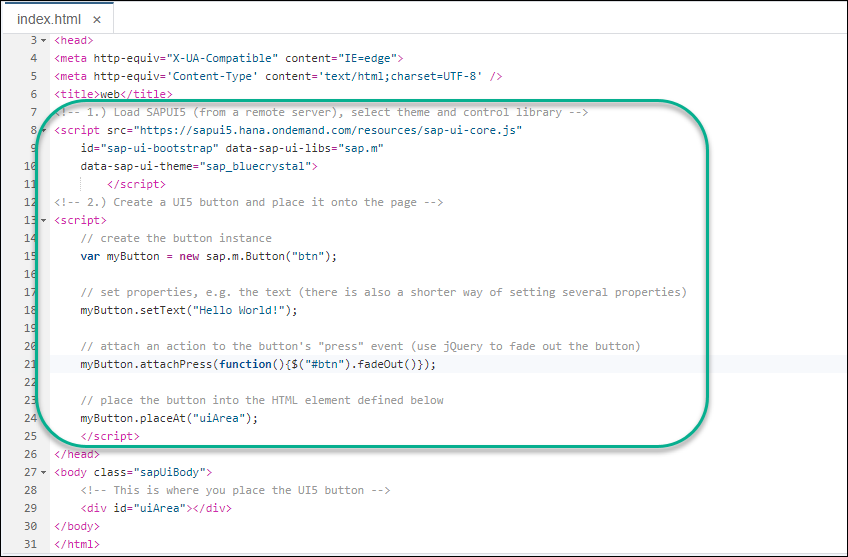 index.html ×
3 <head>
4 <meta http-equiv="X-UA-Compatible" content="IE=edge">
5 <meta http-equiv='Content-Type' content='text/html;charset=UTF-8' />
6 <title>web</title>
7 <!-- 1.) Load SAPUI5 (from a remote server), select theme and control library -->
8 <script src="https://sapui5.hana.ondemand.com/resources/sap-ui-core.js"
9 id="sap-ui-bootstrap" data-sap-ui-libs="sap.m"
10 data-sap-ui-theme="sap_bluecrystal">
11 </script>
12 <!-- 2.) Create a UI5 button and place it onto the page -->
13 <script>
14 // create the button instance
15 var myButton = new sap.m.Button("btn");
16
17 // set properties, e.g. the text (there is also a shorter way of setting several properties)
18 myButton.setText("Hello World!");
19
20 // attach an action to the button's "press" event (use jQuery to fade out the button)
21 myButton.attachPress(function(){$("#btn").fadeOut()});
22
23 // place the button into the HTML element defined below
24 myButton.placeAt("uiArea");
25 </script>
26 </head>
27 <body class="sapUiBody">
28 <!-- This is where you place the UI5 button -->
29 <div id="uiArea"></div>
30 </body>
31 </html>